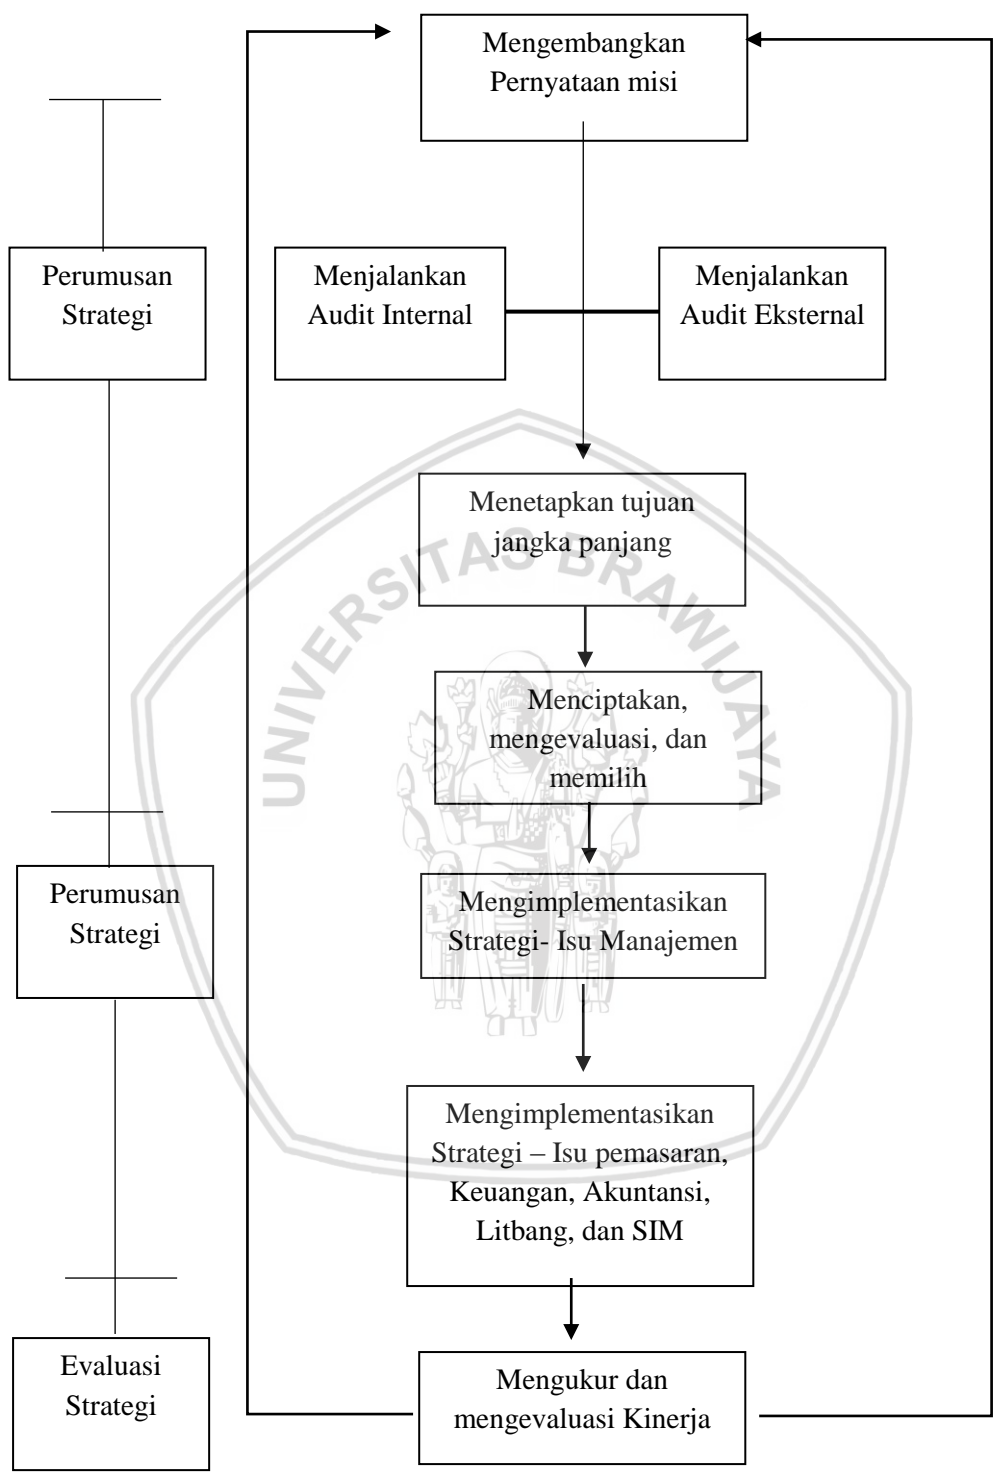 Mengembangkan
Pernyataan misi
Perumusan
Strategi
Menjalankan
Audit Internal
Menjalankan
Audit Eksternal
Menetapkan tujuan
jangka panjang
UNIVERSITAS BRAWIJAYA
Menciptakan,
mengevaluasi, dan
memilih
Perumusan
Strategi
Mengimplementasikan
Strategi- Isu Manajemen
Mengimplementasikan
Strategi – Isu pemasaran,
Keuangan, Akuntansi,
Litbang, dan SIM
Evaluasi
Strategi
Mengukur dan
mengevaluasi Kinerja